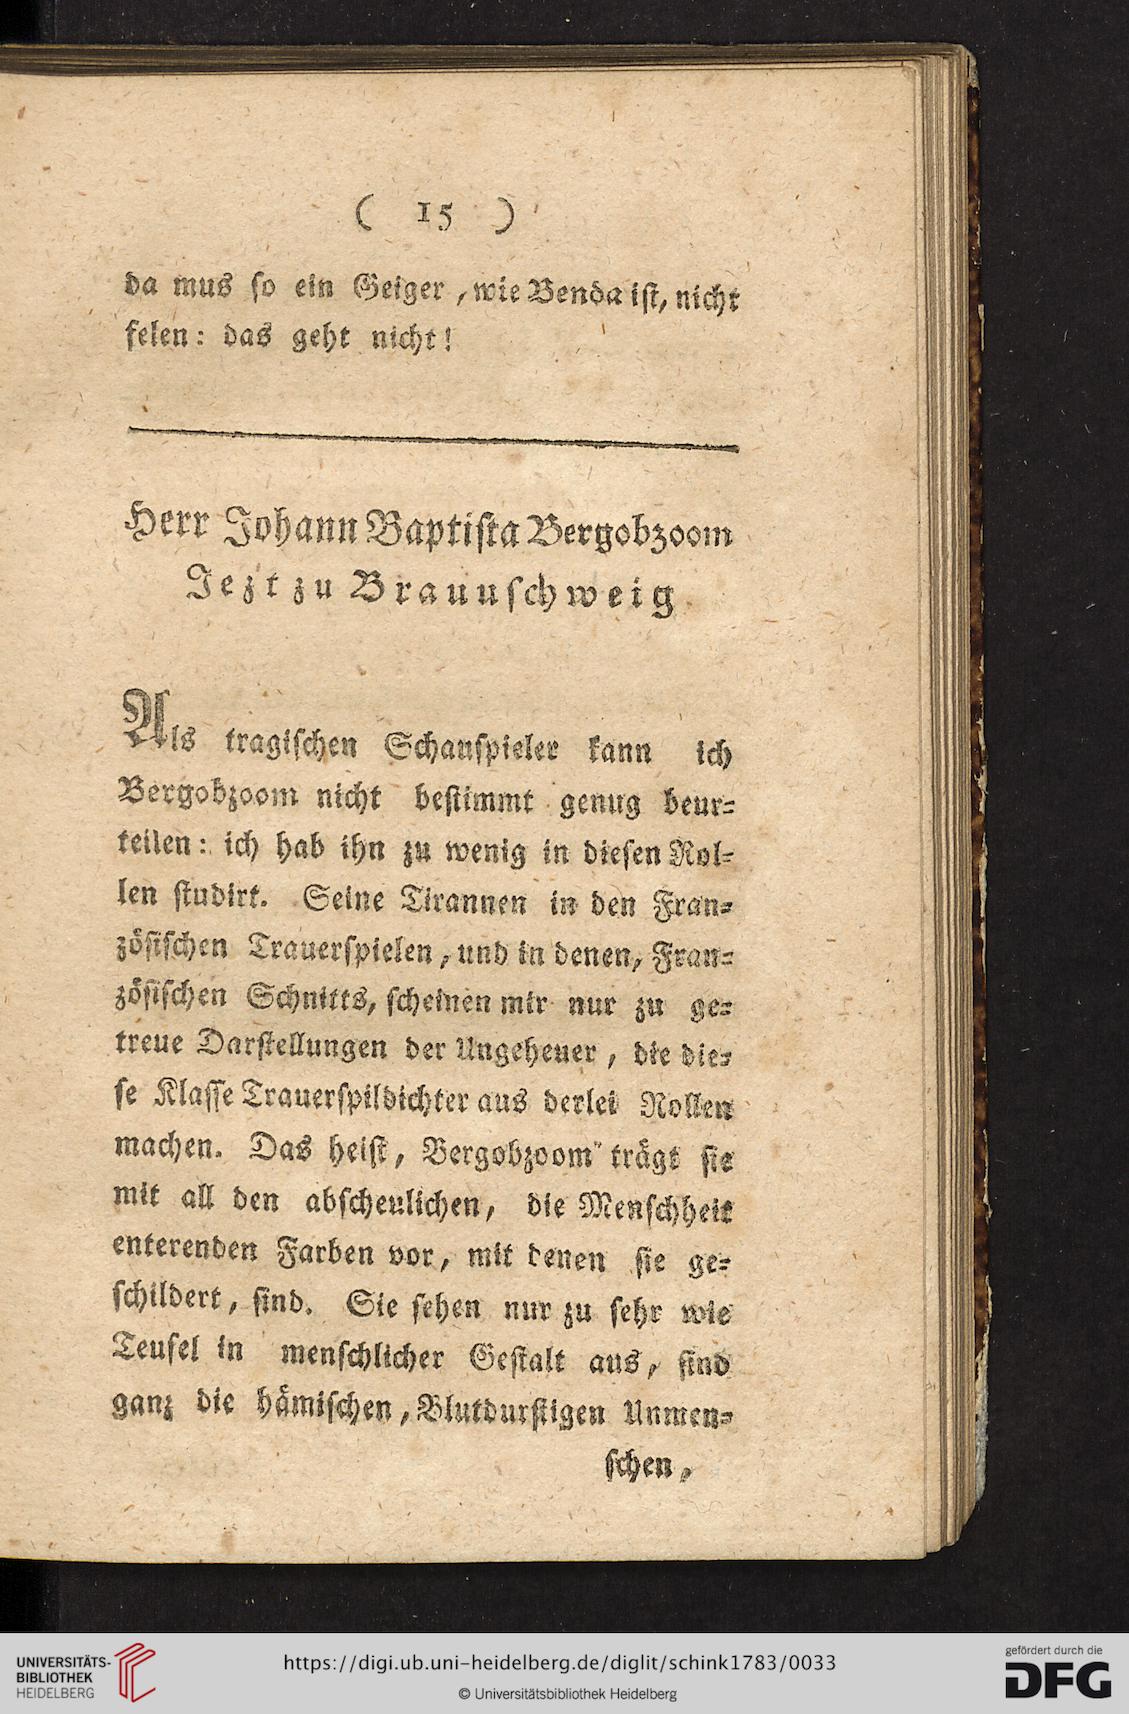 ( 15 )
da mus ſo ein Geiger, wie Benda iſt, nicht
felen: das geht nicht!
Herr Johann Baptiſta Bergobzoom
Jezt zu Brauuſchweig
Als tragiſchen Schauſpieler kann ich
Bergobzoom nicht beſtimmt genug beur-
teilen: ich hab ihn zu wenig in dieſen Rol-
len ſtudirt. Seine Tirannen in den Fran-
zöſiſchen Trauerſpielen, und in denen, Fran-
zöſiſchen Schnitts, ſcheinen mir nur zu ge-
treue Darſtellungen der Ungeheuer, die die-
ſe Klaſſe Trauerſpildichter aus derlei Rollen
machen. Das heiſt, Bergobzoom trägt ſie
mit all den abſcheulichen, die Menſchheit
enterenden Farben vor, mit denen ſie ge-
ſchildert, ſind. Sie ſehen nur zu ſehr wie
Teufel in menſchlicher Geſtalt aus, ſind
ganz die hämiſchen, Blutdurſtigen Unmen-
ſchen,
UNIVERSITÄTS-
BIBLIOTHEK
HEIDELBERG
https://digi.ub.uni-heidelberg.de/diglit/schink1783/0033
© Universitätsbibliothek Heidelberg
gefördert durch die
DFG